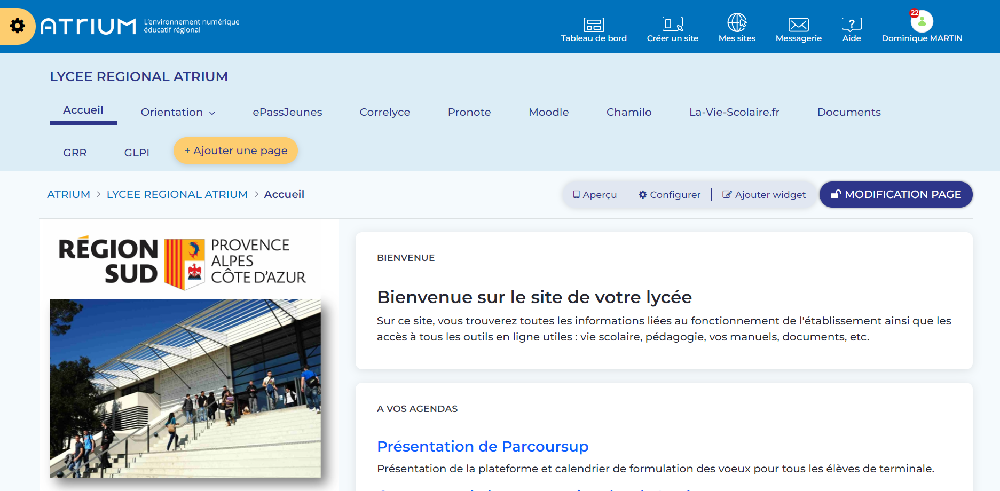 ATRIUM
L'environnement numérique
éducatif régional
Tableau de bord
Créer un site
Mes sites
Messagerie
Aide
22
Dominique MARTIN
LYCEE REGIONAL ATRIUM
Accueil
Orientation
ePassJeunes
Correlyce
Pronote
Moodle
Chamilo
La-Vie-Scolaire.fr
Documents
GRR
GLPI
+ Ajouter une page
ATRIUM > LYCEE REGIONAL ATRIUM > Accueil
Aperçu
Configurer
Ajouter widget
MODIFICATION PAGE
RÉGION
SUD
PROVENCE
ALPES
CÔTE D'AZUR
BIENVENUE
Bienvenue sur le site de votre lycée
Sur ce site, vous trouverez toutes les informations liées au fonctionnement de l'établissement ainsi que les
accès à tous les outils en ligne utiles : vie scolaire, pédagogie, vos manuels, documents, etc.
A VOS AGENDAS
Présentation de Parcoursup
Présentation de la plateforme et calendrier de formulation des voeux pour tous les élèves de terminale.